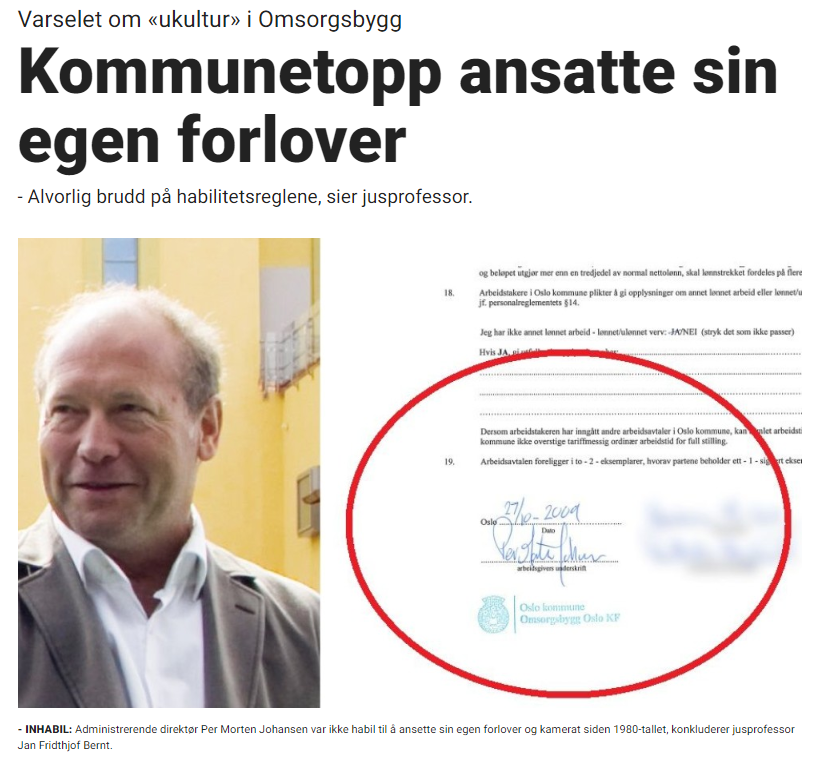 Varselet om «ukultur» i Omsorgsbygg
Kommunetopp ansatte sin
egen forlover
- Alvorlig brudd på habilitetsreglene, sier jusprofessor.
og beløpet utgjør mer enn en tredjedel av normal nettolønn, skal lønnstrekket fordeles på flere
18. Arbeidstakere i Oslo kommune plikter å gi opplysninger om annet lønnet arbeid eller lønnet/u
jf. personalreglementets §14.
Jeg har ikke annet lønnet arbeid - lønnet/ulønnet verv: -JA/NEI (stryk det som ikke passer)
Hvis JA,
Dersom arbeidstakeren har inngått andre arbeidsavtaler i Oslo kommune, kan arbeidsti
kommune ikke overstige tariffmessig ordinær arbeidstid for full stilling.
19. Arbeidsavtalen foreligger i to - 2 - eksemplarer, hvorav partene beholder ett - 1 - eksem
27/10-2009
Oslo
Dato
arbeidsgivers underskrift
Oslo kommune
Omsorgsbygg Oslo KF
- INHABIL: Administrerende direktør Per Morten Johansen var ikke habil til å ansette sin egen forlover og kamerat siden 1980-tallet, konkluderer jusprofessor
Jan Fridthjof Bernt.